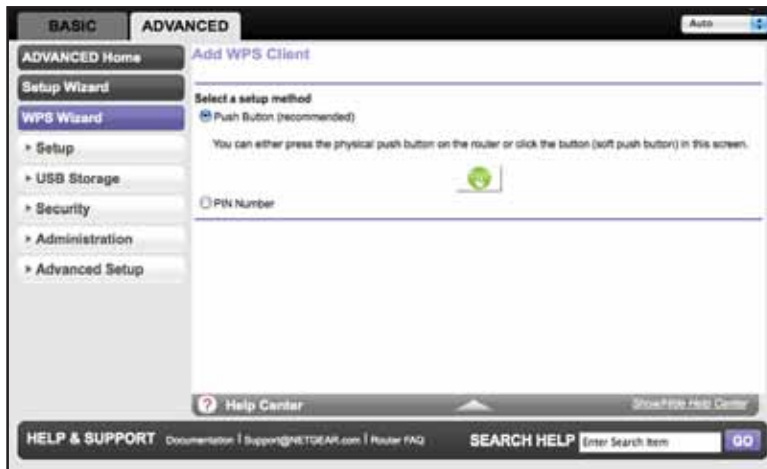 BASIC
ADVANCED
Auto
ADVANCED Home
Setup Wizard
WPS Wizard
Setup
USB Storage
Security
Administration
Advanced Setup
Add WPS Client
Select a setup method
Push Button (recommended)
You can either press the physical push button on the router or click the button (soft push button) in this screen.
PIN Number
Help Center
Show/Hide Help Center
HELP & SUPPORT Documentation | Support@NETGEAR.com | Router FAQ
SEARCH HELP Enter Search Item GO